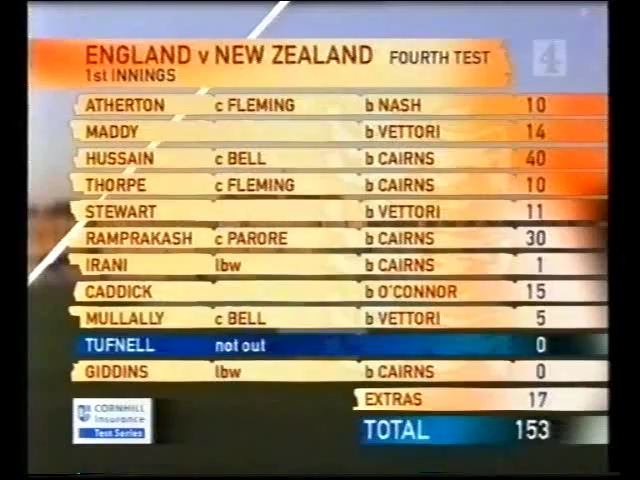 ENGLAND v NEW ZEALAND FOURTH TEST
1st INNINGS
4
ATHERTON c FLEMING b NASH 10
MADDY b VETTORI 14
HUSSAIN c BELL b CAIRNS 40
THORPE c FLEMING b CAIRNS 10
STEWART b VETTORI 11
RAMPRAKASH c PARORE b CAIRNS 30
IRANI lbw b CAIRNS 1
CADDICK b O'CONNOR 15
MULLALLY c BELL b VETTORI 5
TUFNELL not out 0
GIDDINS lbw b CAIRNS 0
EXTRAS 17
TOTAL 153
CORNHILL
Insurance
Test Series